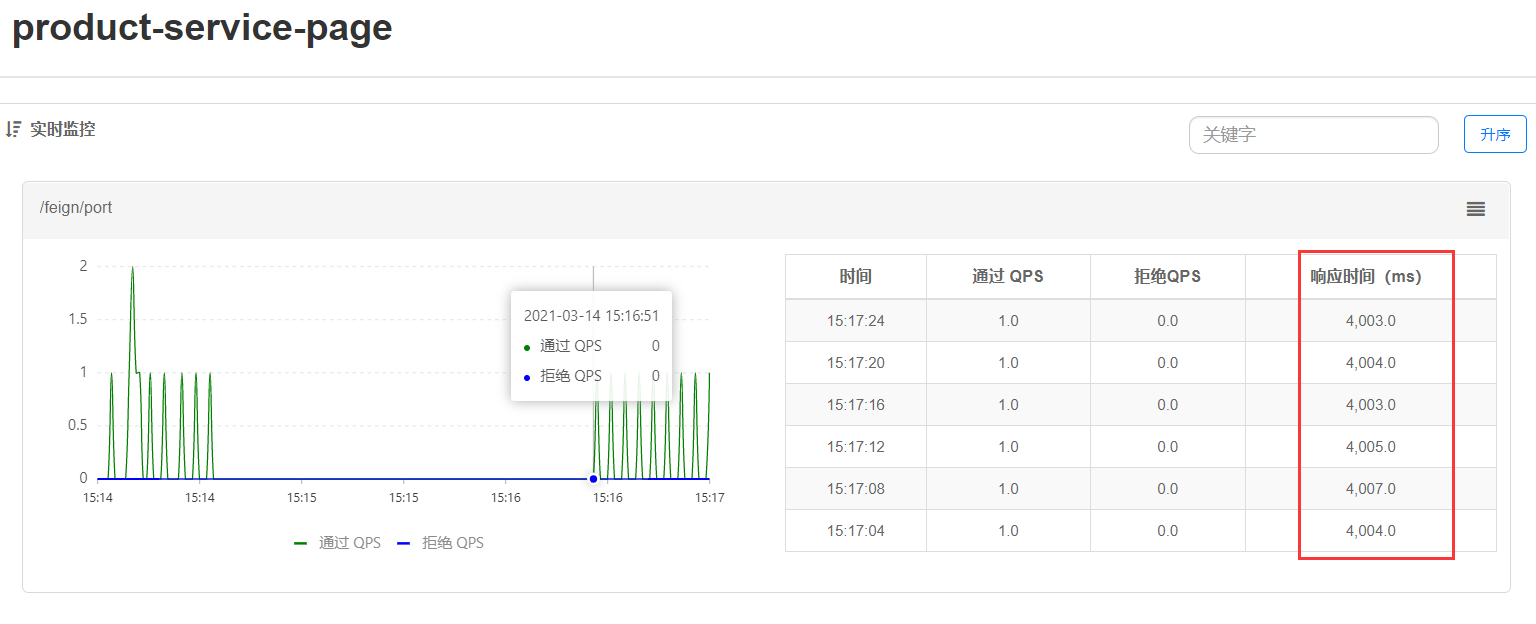 product-service-page
实时监控
关键字
升序
/feign/port
2
1.5
1
0.5
0
15:14 15:14 15:15 15:15 15:16 15:16 15:17
2021-03-14 15:16:51
通过 QPS 0
拒绝 QPS 0
通过 QPS 拒绝 QPS
时间 通过 QPS 拒绝QPS 响应时间（ms）
15:17:24 1.0 0.0 4,003.0
15:17:20 1.0 0.0 4,004.0
15:17:16 1.0 0.0 4,003.0
15:17:12 1.0 0.0 4,005.0
15:17:08 1.0 0.0 4,007.0
15:17:04 1.0 0.0 4,004.0